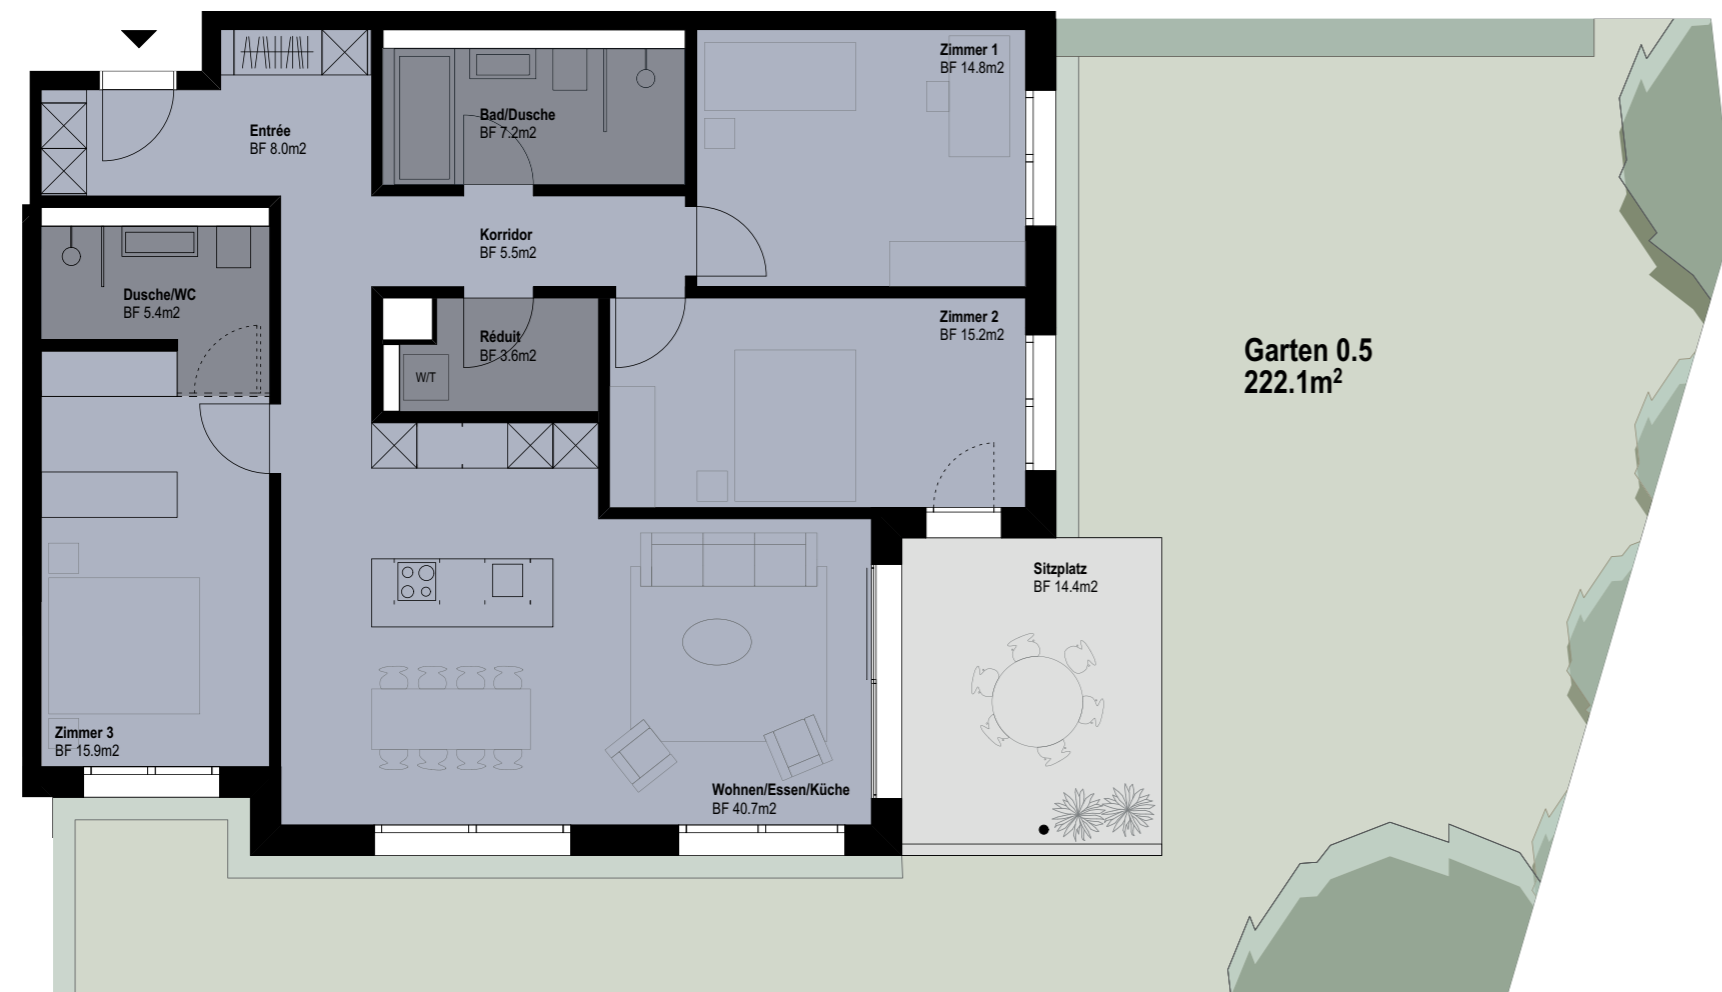 Zimmer 1
BF 14.8m2
Bad/Dusche
BF 7.2m2
Entrée
BF 8.0m2
Korridor
BF 5.5m2
Dusche/WC
BF 5.4m2
Zimmer 2
BF 15.2m2
Réduit
BF 3.6m2
W/T
Garten 0.5
222.1m²
Sitzplatz
BF 14.4m2
Zimmer 3
BF 15.9m2
Wohnen/Essen/Küche
BF 40.7m2